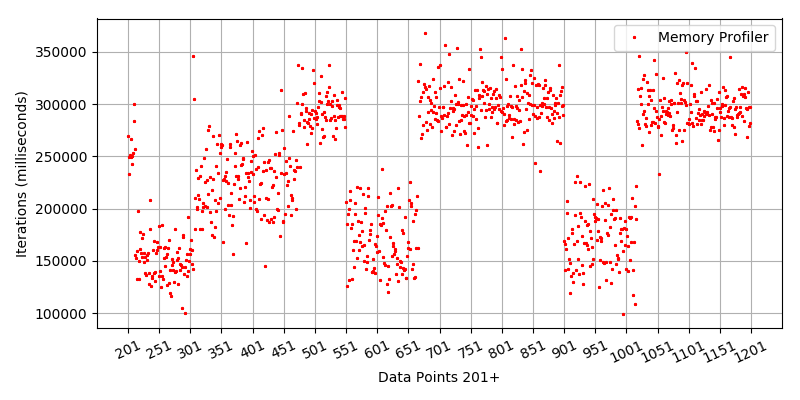 Memory Profiler
350000
300000
250000
200000
150000
100000
Iterations (milliseconds)
201 251 301 351 401 451 501 551 601 651 701 751 801 851 901 951 1001 1051 1101 1151 1201
Data Points 201+